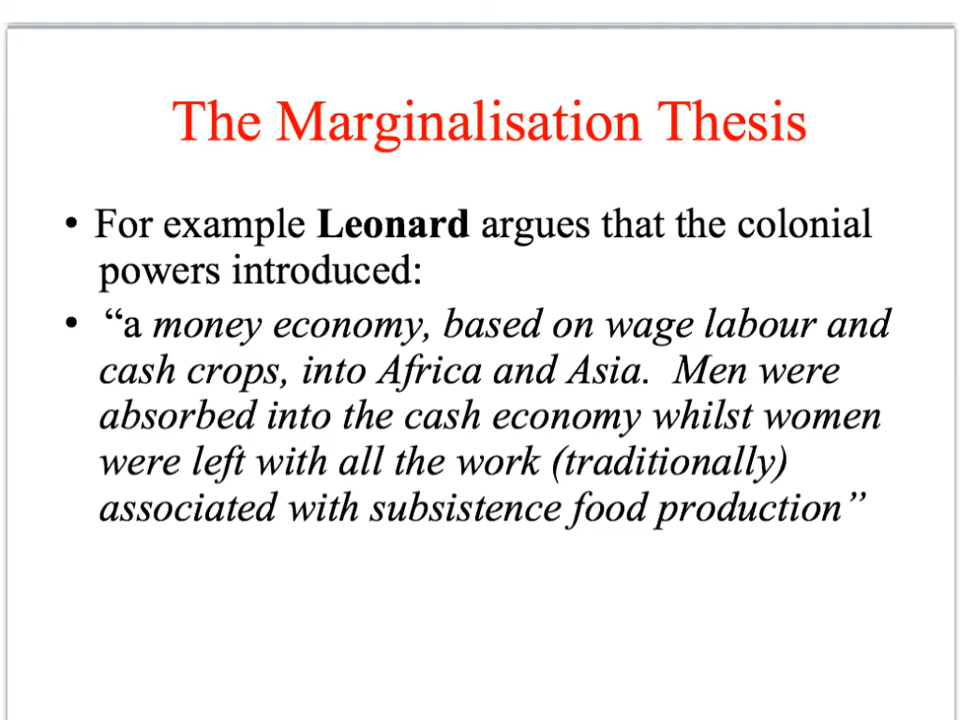 The Marginalisation Thesis
• For example Leonard argues that the colonial
powers introduced:
• “a money economy, based on wage labour and
cash crops, into Africa and Asia.  Men were
absorbed into the cash economy whilst women
were left with all the work (traditionally)
associated with subsistence food production”